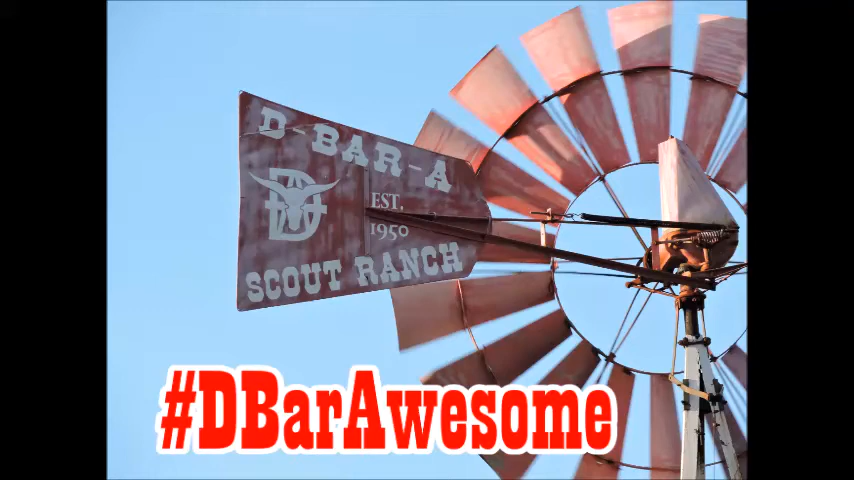 D-BAR-A
D
EST.
1950
SCOUT RANCH
#DBarAwesome